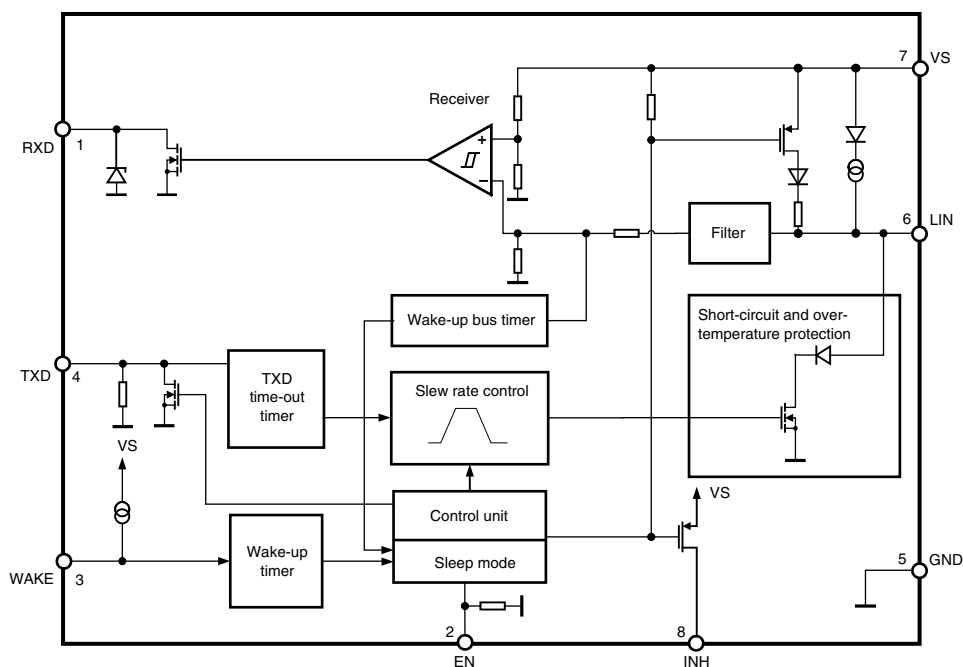 7
VS
Receiver
RXD
1
+
−
6
LIN
Filter
Wake-up bus timer
Short-circuit and over-
temperature protection
TXD
4
TXD
time-out
timer
Slew rate control
VS
VS
Control unit
Sleep mode
WAKE
3
Wake-up
timer
5
GND
2
EN
8
INH